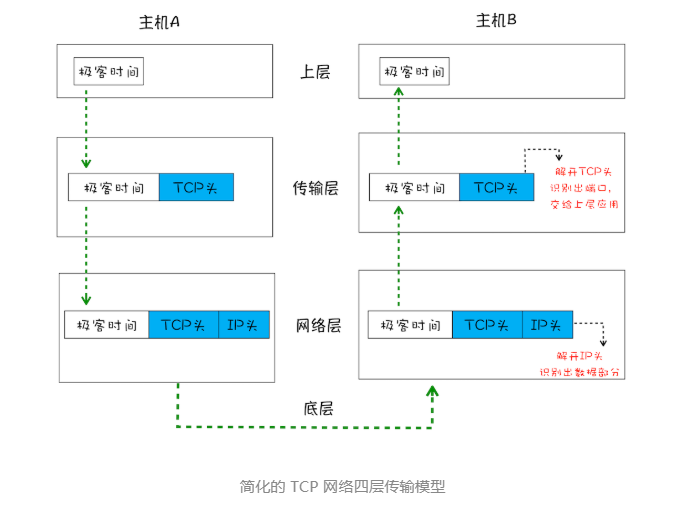 主机A
主机B
极客时间
上层
极客时间
极客时间
TCP头
传输层
极客时间
TCP头
解开TCP头
识别出端口,
交给上层应用
极客时间
TCP头
IP头
网络层
极客时间
TCP头
IP头
解开IP头
识别出数据部分
底层
简化的 TCP 网络四层传输模型